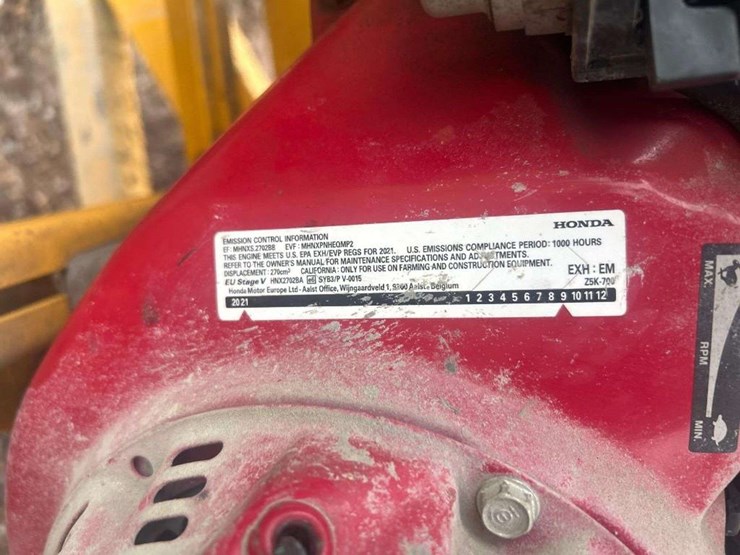 EMISSION CONTROL INFORMATION
HONDA
EF: MHNXS.2702BB EVF: MHNXPNHEQMP2
THIS ENGINE MEETS U.S. EPA EXH/EVP REGS FOR 2021. U.S. EMISSIONS COMPLIANCE PERIOD: 1000 HOURS
REFER TO THE OWNER'S MANUAL FOR MAINTENANCE SPECIFICATIONS AND
DISPLACEMENT: 270cm³ CALIFORNIA: ONLY FOR USE ON FARMING AND CONSTRUCTION EQUIPMENT.
EXH : EM
EU Stage V HNX2702BA SYB3/P V-0015
Z5K-700
Honda Motor Europe Ltd - Aalst Office, Wijngaardveld 1, 9300 Aalst - Belgium
2021
1 2 3 4 5 6 7 8 9 10 11 12
MAX.
RPM
MIN.